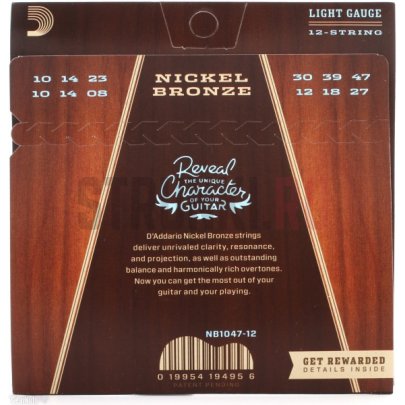 LIGHT GAUGE
12-STRING
10 14 23
10 14 08
NICKEL
BRONZE
30 39 47
12 18 27
Reveal
THE UNIQUE
Character
OF YOUR
GUITAR
D'Addario Nickel Bronze strings
deliver unrivaled clarity, resonance,
and projection, as well as outstanding
balance and harmonically rich overtones.
Now you can get the most out of your
guitar and your playing.
NB1047-12
0 19954 19495 6
PATENT PENDING
GET REWARDED
DETAILS INSIDE